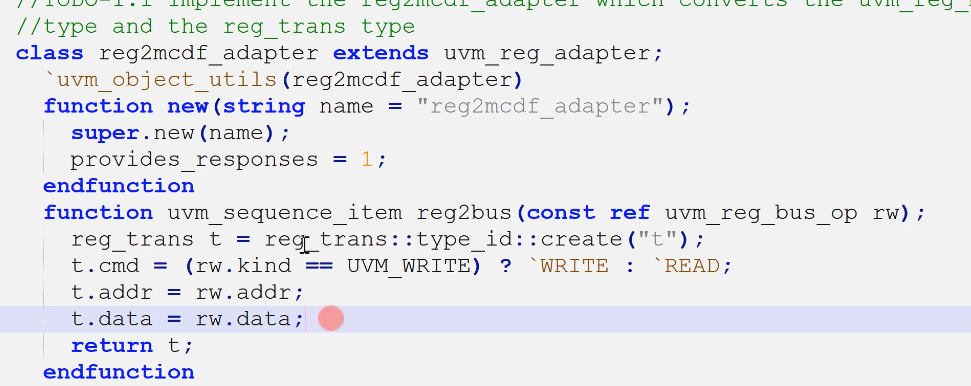 //TODO-1.1 implement the reg2mcdf_adapter which converts the uvm_reg_
//type and the reg_trans type
class reg2mcdf_adapter extends uvm_reg_adapter;
`uvm_object_utils(reg2mcdf_adapter)
function new(string name = "reg2mcdf_adapter");
super.new(name);
provides_responses = 1;
endfunction
function uvm_sequence_item reg2bus(const ref uvm_reg_bus_op rw);
reg_trans t = reg_trans::type_id::create("t");
t.cmd = (rw.kind == UVM_WRITE) ? `WRITE : `READ;
t.addr = rw.addr;
t.data = rw.data;
return t;
endfunction